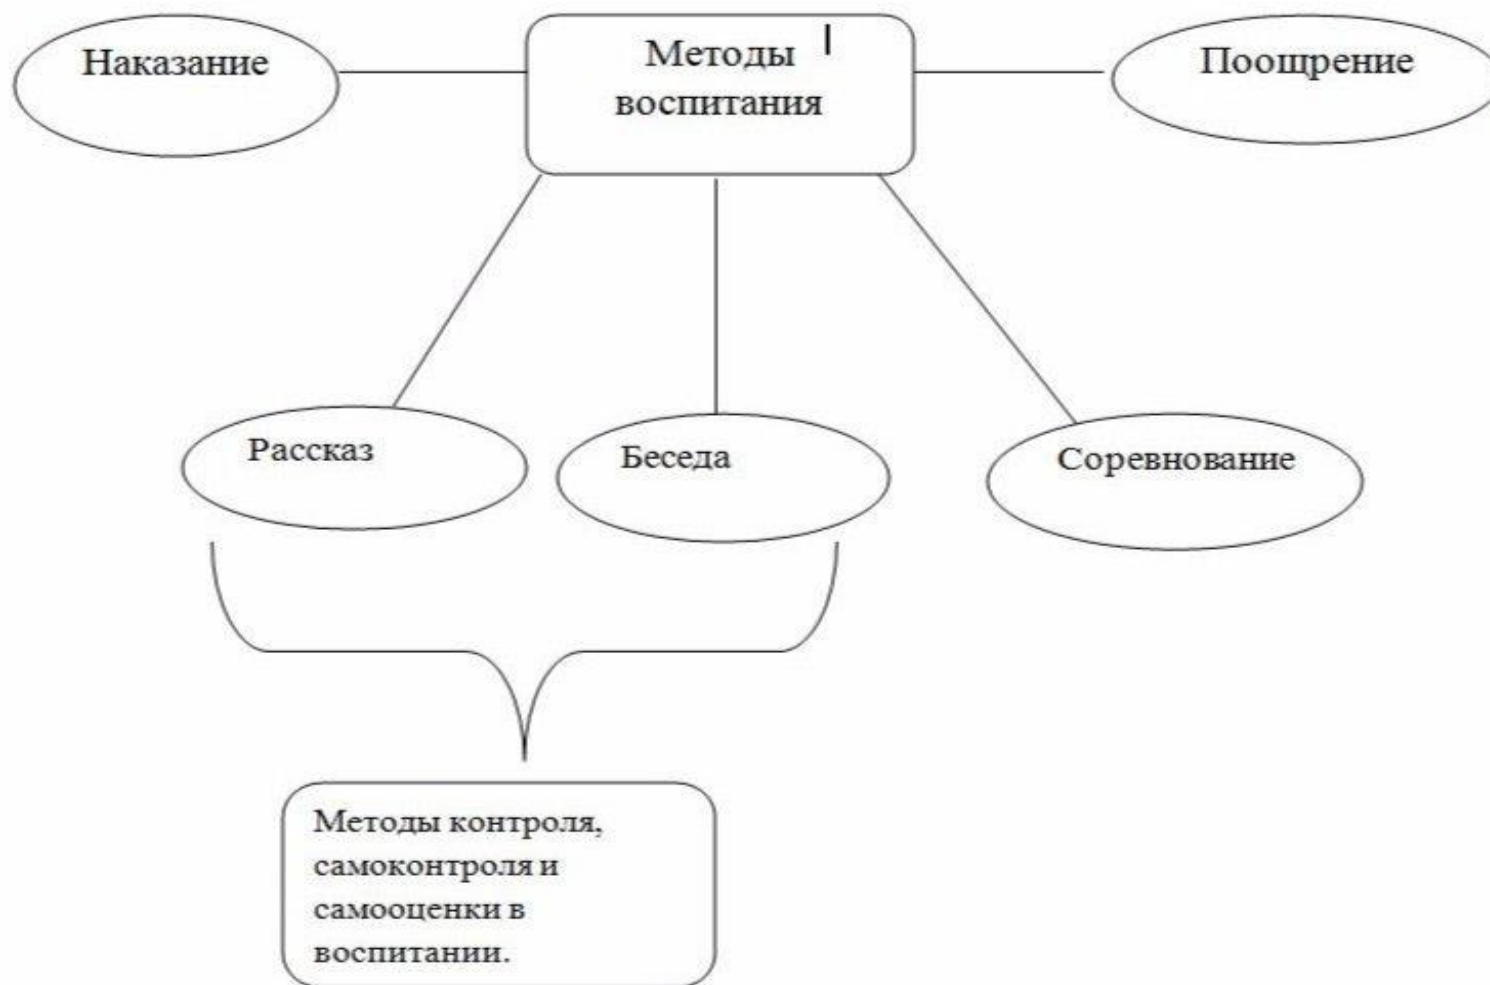 Наказание
Методы
воспитания
Поощрение
Рассказ
Беседа
Соревнование
Методы контроля,
самоконтроля и
самооценки в
воспитании.